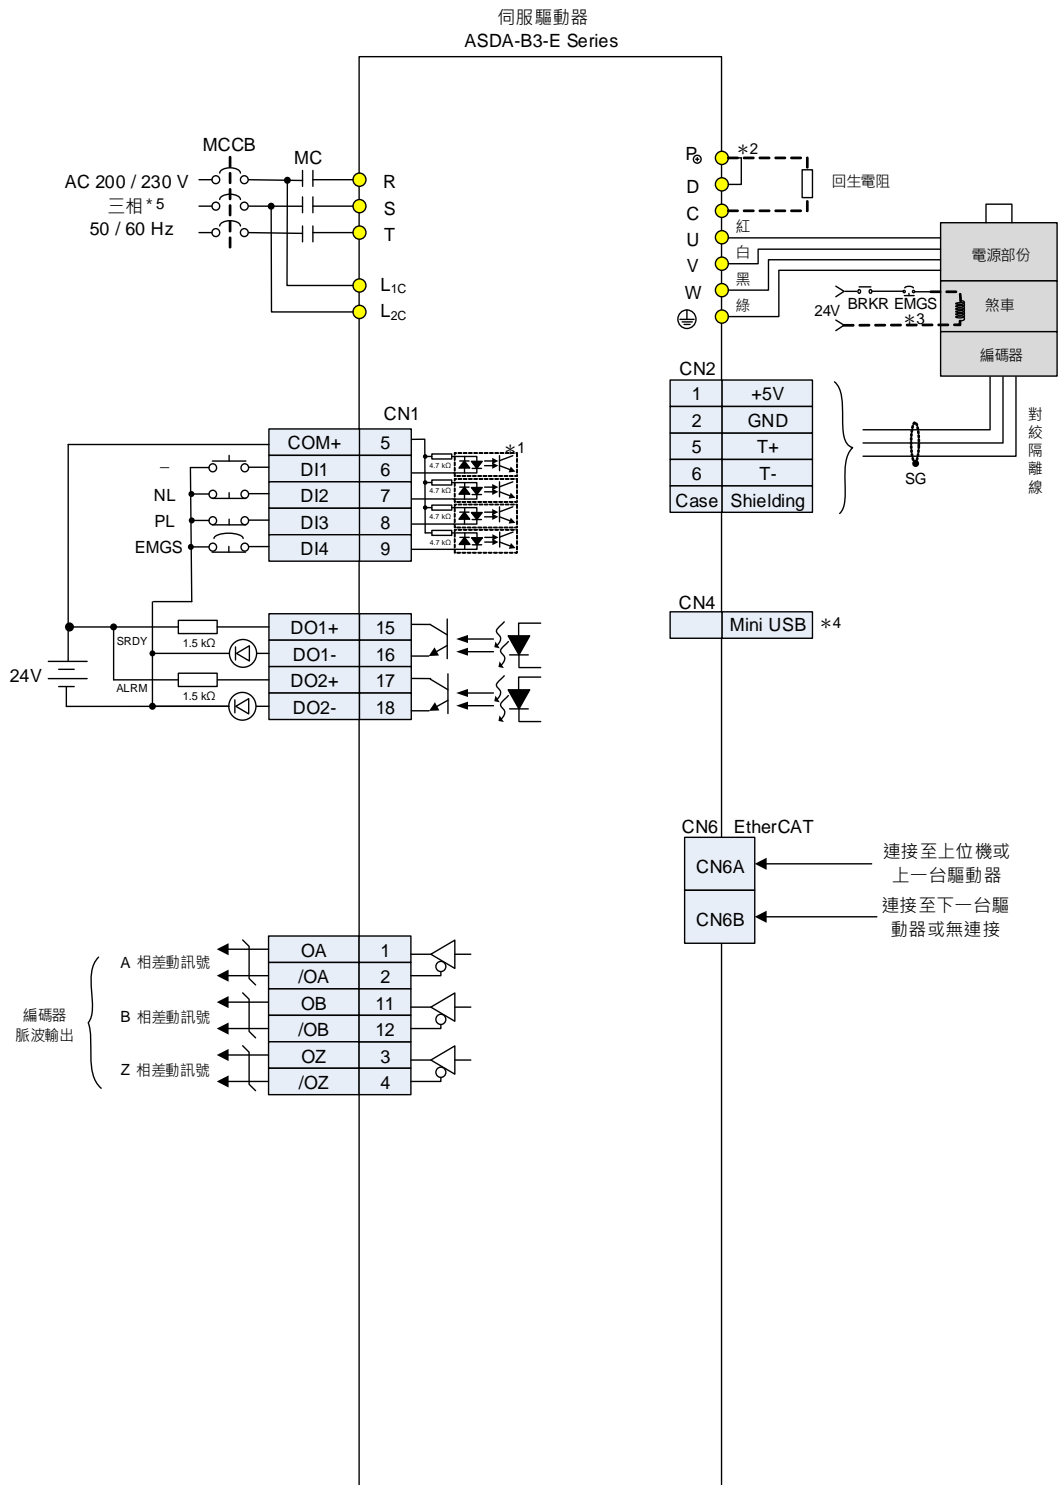 伺服驅動器
ASDA-B3-E Series
MCCB
MC
AC 200 / 230 V
三相*5
50 / 60 Hz
R
S
T
L1C
L2C
P⊕
*2
D
C
回生電阻
U
紅
V
白
W
黑
綠
電源部份
24V
BRKR
EMGS
*3
煞車
編碼器
CN2
1 +5V
2 GND
5 T+
6 T-
Case Shielding
SG
對絞隔離線
CN1
COM+ 5
– DI1 6
NL DI2 7
PL DI3 8
EMGS DI4 9
*1
4.7 kΩ
4.7 kΩ
4.7 kΩ
4.7 kΩ
CN4
Mini USB *4
24V
SRDY
1.5 kΩ
DO1+ 15
DO1- 16
ALRM
1.5 kΩ
DO2+ 17
DO2- 18
CN6 EtherCAT
CN6A
連接至上位機或
上一台驅動器
CN6B
連接至下一台驅
動器或無連接
編碼器
脈波輸出
A 相差動訊號
OA 1
/OA 2
B 相差動訊號
OB 11
/OB 12
Z 相差動訊號
OZ 3
/OZ 4